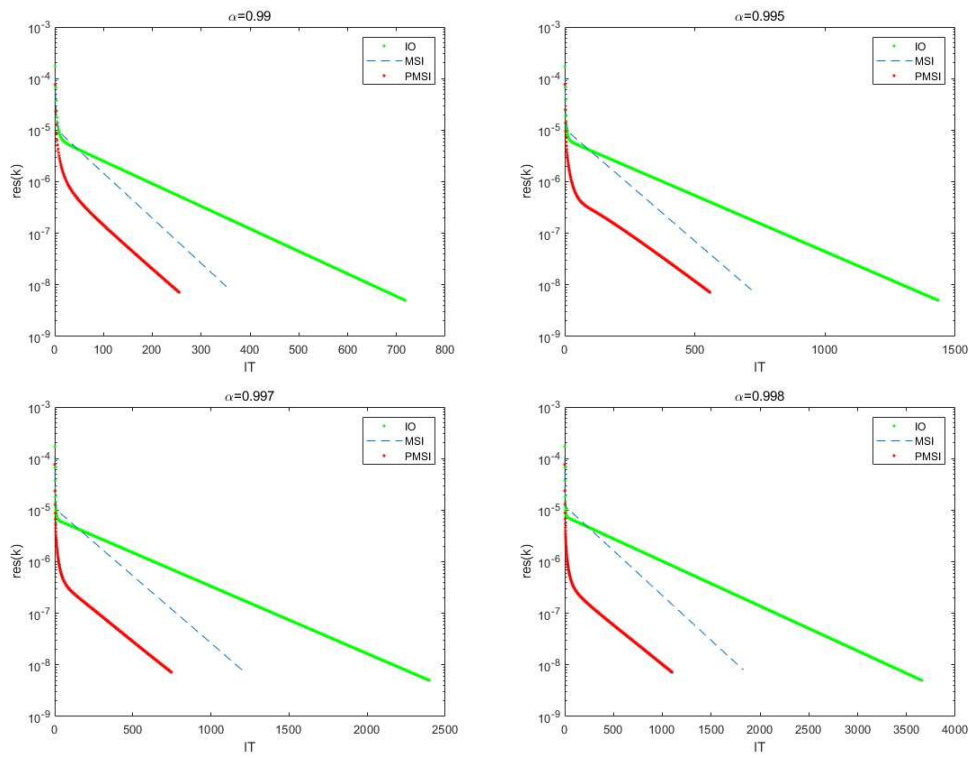 α=0.99
IO
MSI
PMSI
10^-3
10^-4
10^-5
10^-6
10^-7
10^-8
10^-9
res(k)
0 100 200 300 400 500 600 700 800
IT
α=0.995
IO
MSI
PMSI
10^-3
10^-4
10^-5
10^-6
10^-7
10^-8
10^-9
res(k)
0 500 1000 1500
IT
α=0.997
IO
MSI
PMSI
10^-3
10^-4
10^-5
10^-6
10^-7
10^-8
10^-9
res(k)
0 500 1000 1500 2000 2500
IT
α=0.998
IO
MSI
PMSI
10^-3
10^-4
10^-5
10^-6
10^-7
10^-8
10^-9
res(k)
0 500 1000 1500 2000 2500 3000 3500 4000
IT